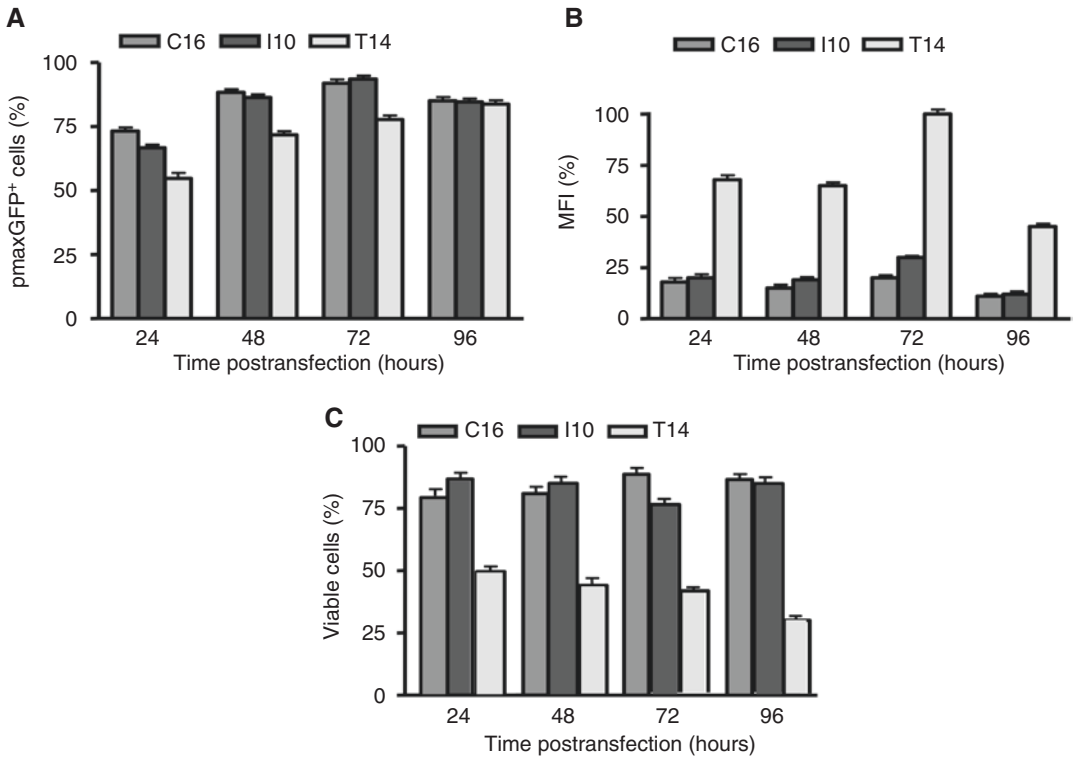 A
C16 I10 T14
pmaxGFP+ cells (%)
100
75
50
25
0
24 48 72 96
Time postransfection (hours)
B
C16 I10 T14
MFI (%)
100
75
50
25
0
24 48 72 96
Time postransfection (hours)
C
C16 I10 T14
Viable cells (%)
100
75
50
25
0
24 48 72 96
Time postransfection (hours)